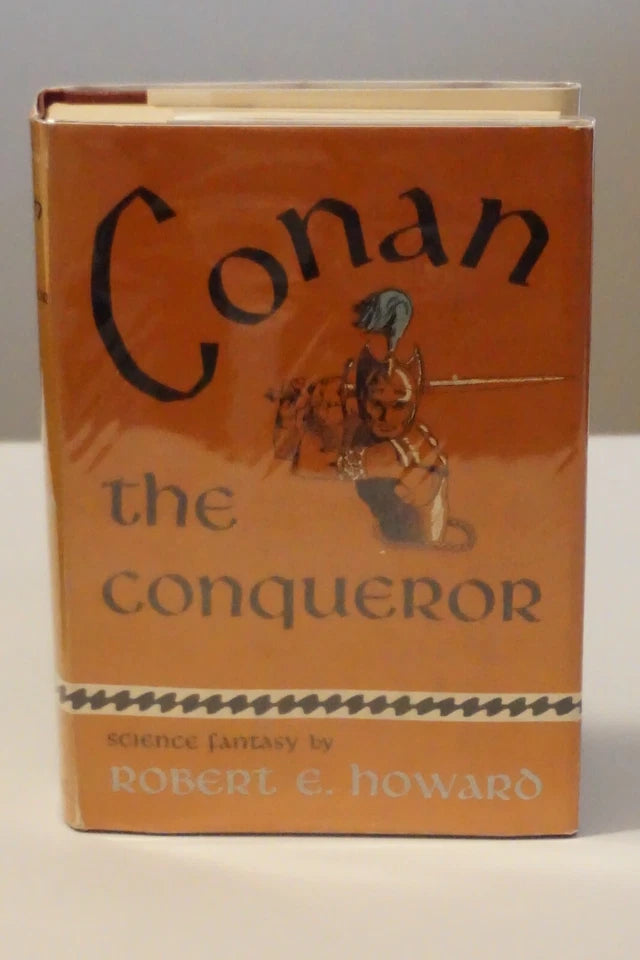 Conan
the
conqueror
science fantasy by
ROBERT E. HOWARD